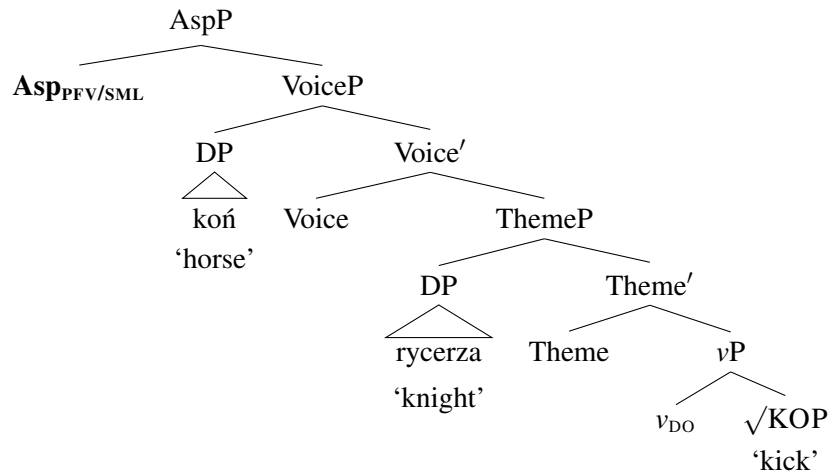 AspP
Asp_PFV/SML VoiceP
DP Voice′
koń Voice ThemeP
‘horse’
DP Theme′
rycerza Theme vP
‘knight’
v_DO √KOP
‘kick’